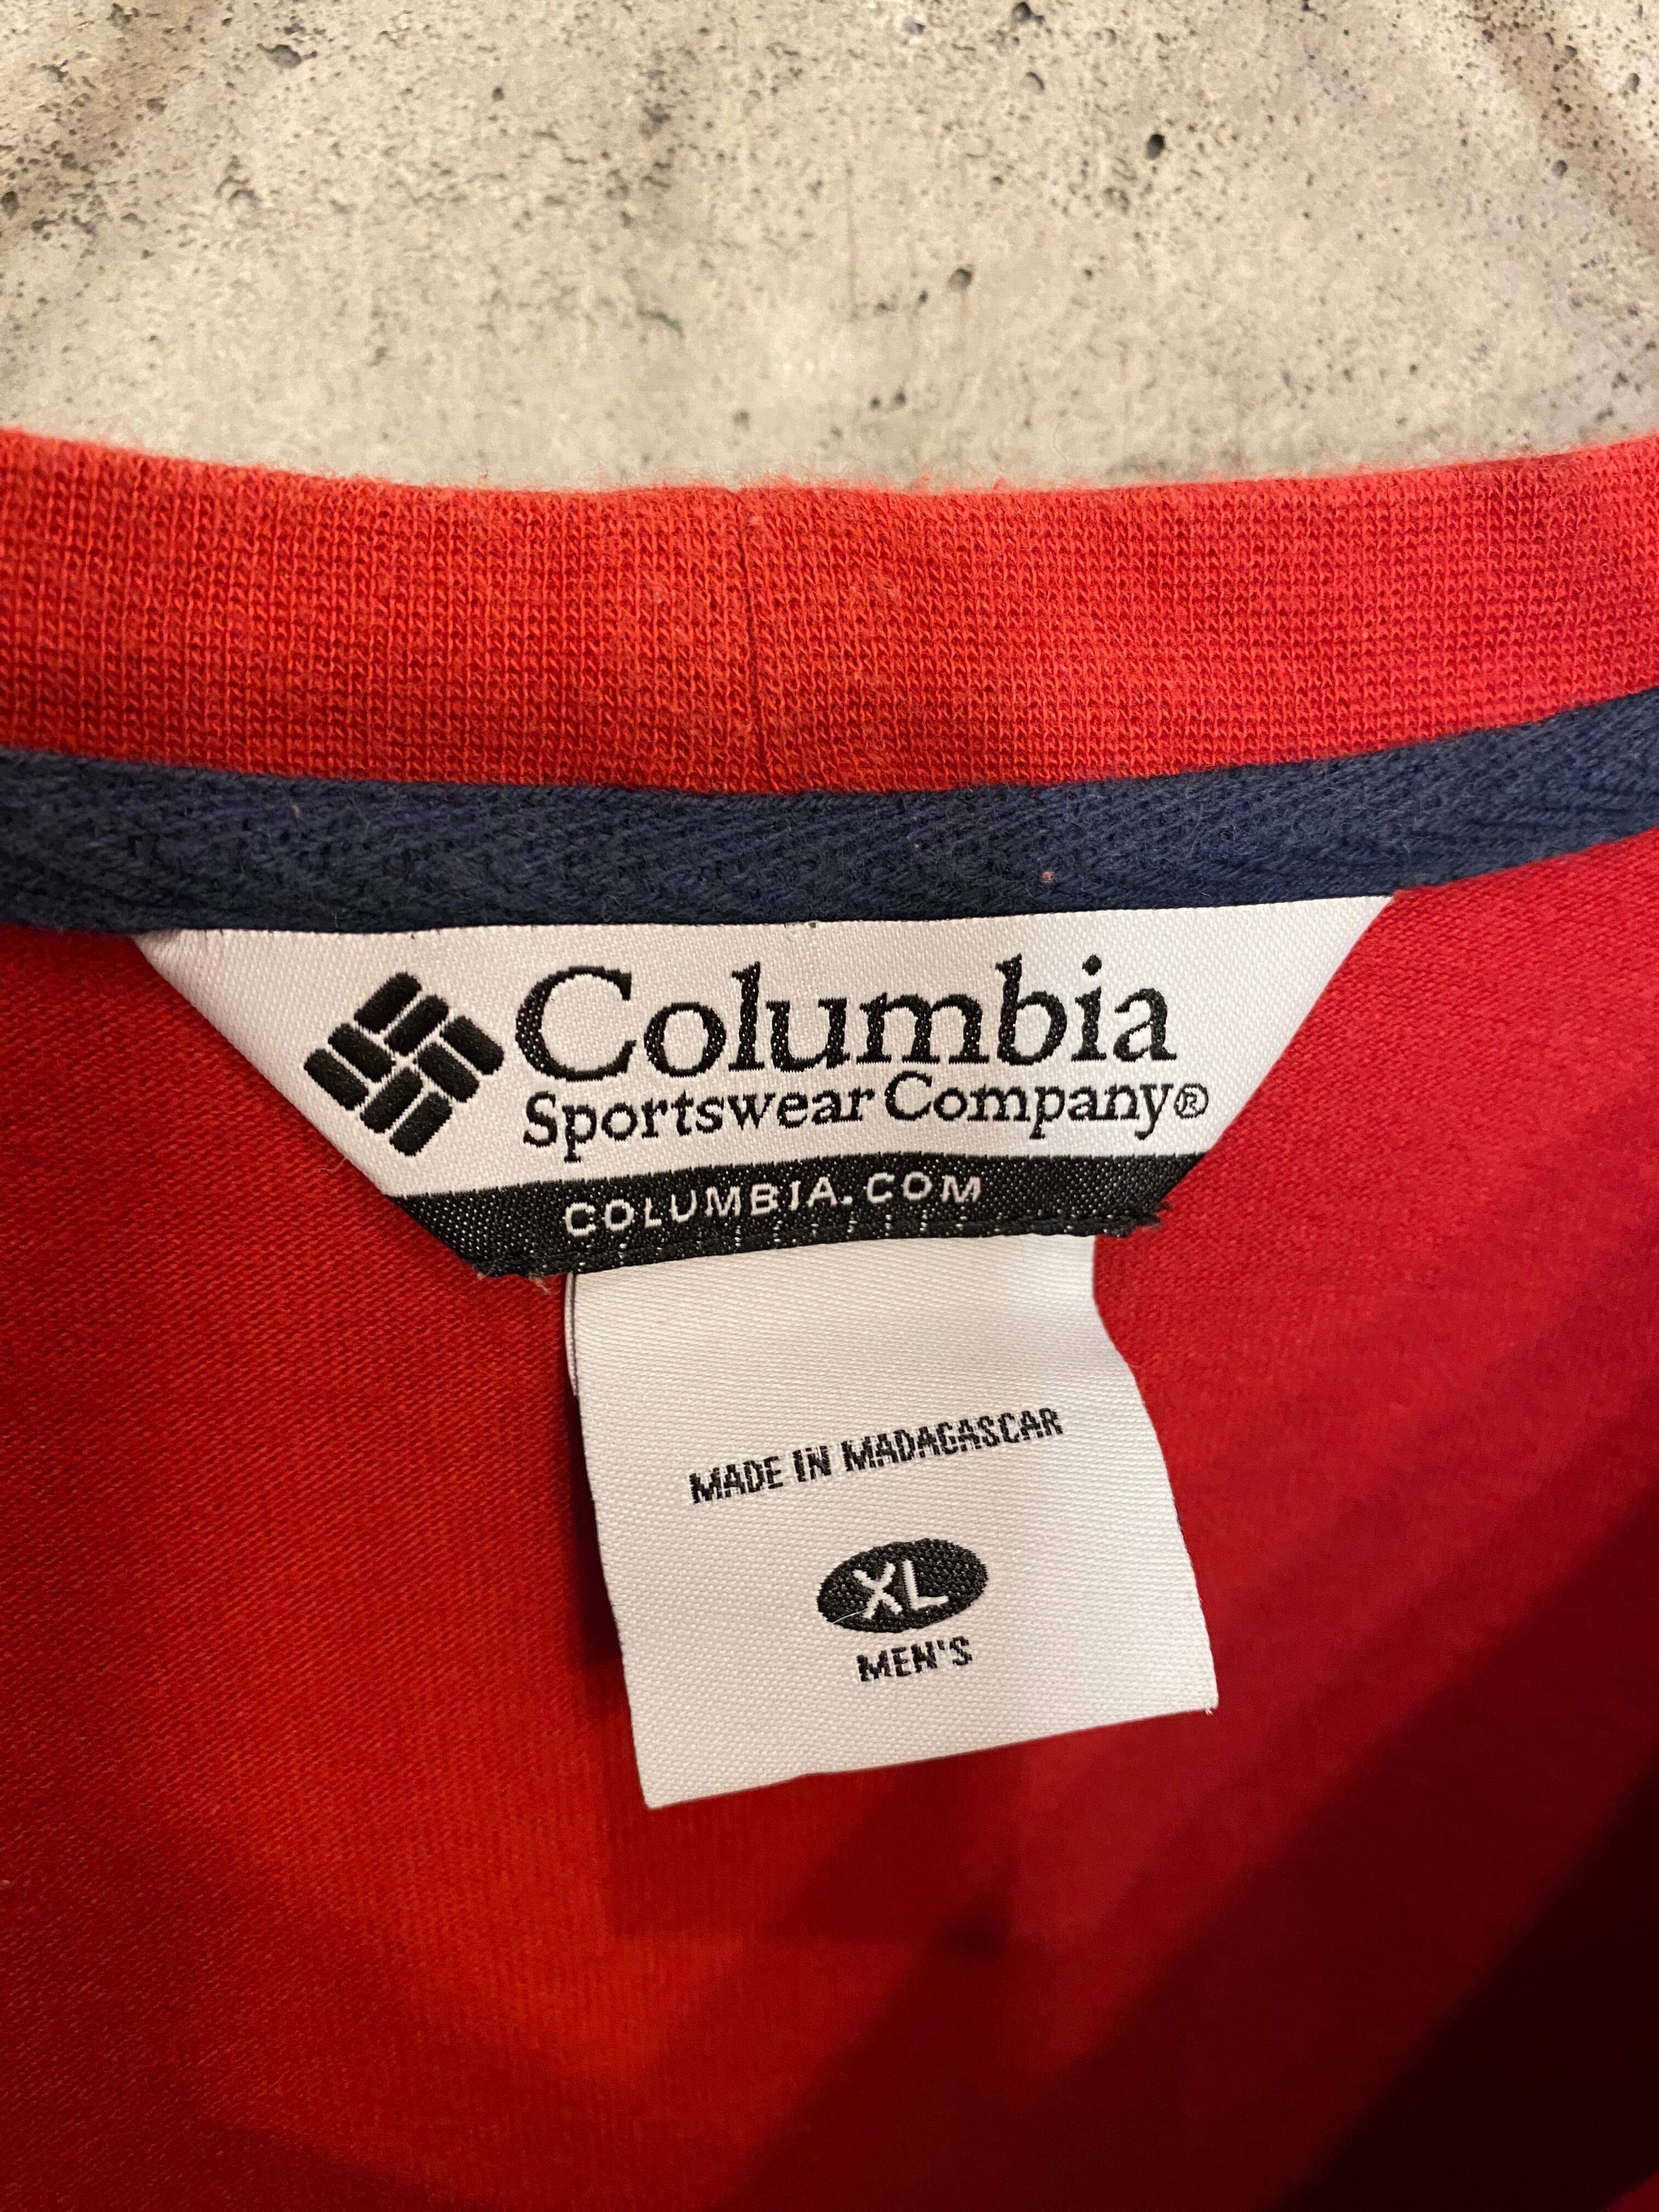 Columbia
Sportswear Company®
COLUMBIA.COM
MADE IN MADAGASCAR
XL
MEN'S